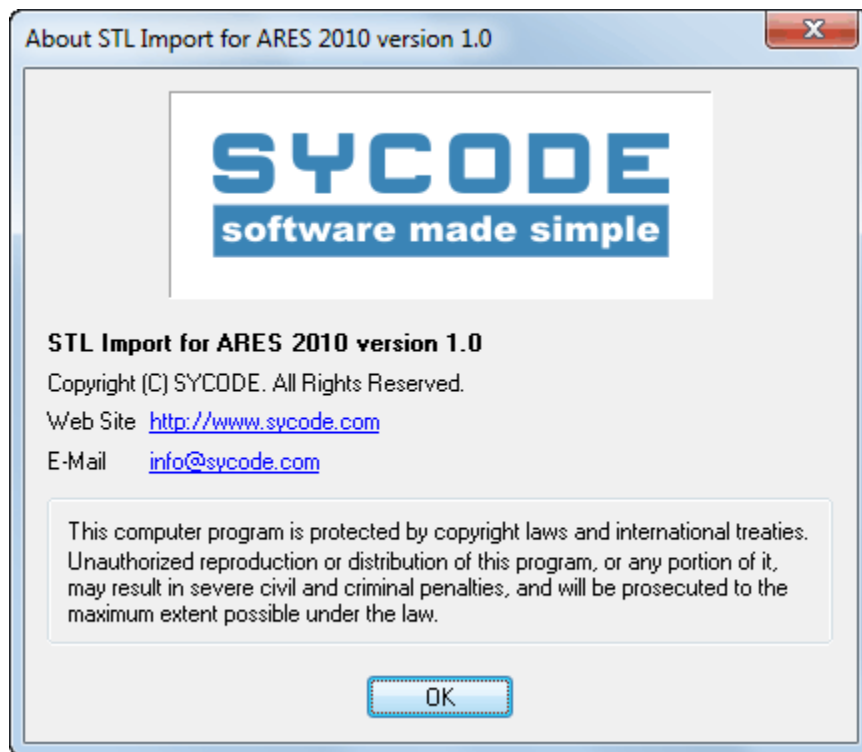 About STL Import for ARES 2010 version 1.0
SYCODE
software made simple
STL Import for ARES 2010 version 1.0
Copyright (C) SYCODE. All Rights Reserved.
Web Site http://www.sycode.com
E-Mail info@sycode.com
This computer program is protected by copyright laws and international treaties.
Unauthorized reproduction or distribution of this program, or any portion of it,
may result in severe civil and criminal penalties, and will be prosecuted to the
maximum extent possible under the law.
OK